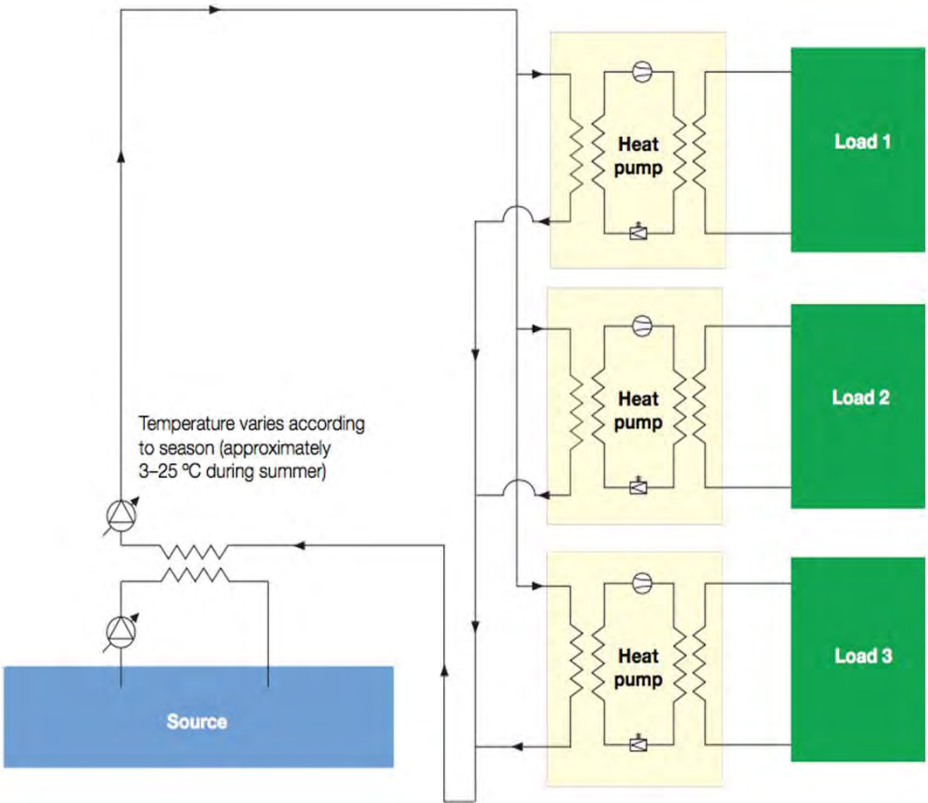 Heat
pump
Load 1
Heat
pump
Load 2
Temperature varies according
to season (approximately
3–25 ºC during summer)
Heat
pump
Load 3
Source